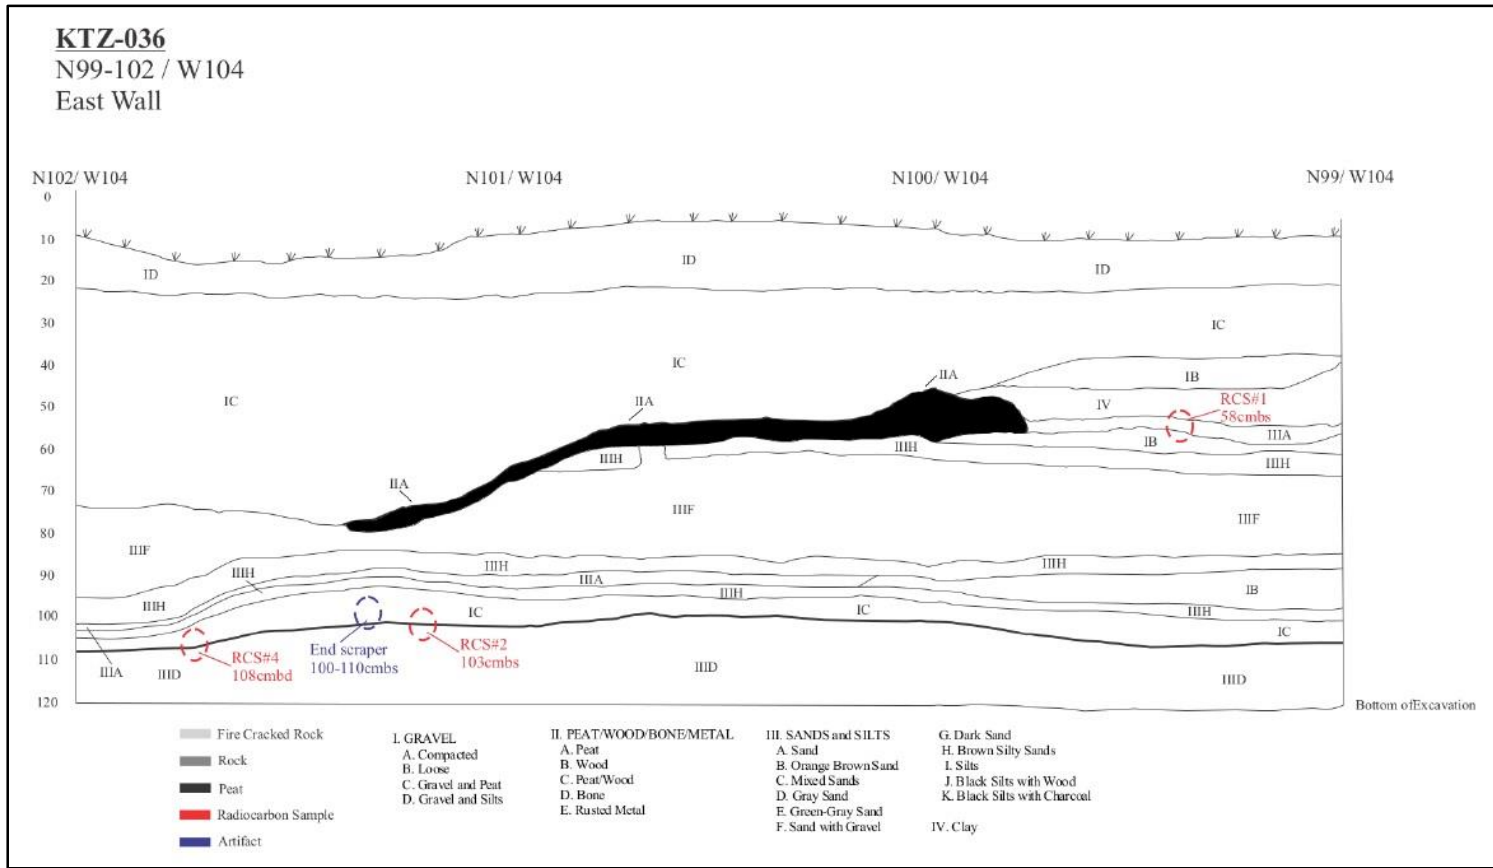 KTZ-036
N99-102 / W104
East Wall
N102/ W104
N101/ W104
N100/ W104
N99/ W104
0
10
20
30
40
50
60
70
80
90
100
110
120
ID
ID
ID
IC
IC
IC
IIA
IB
IIA
IV
RCS#1
58cmbs
IIIA
IB
IIIH
IIIH
IIIH
IIA
IIIF
IIIF
IIIF
IIIH
IIIH
IIIH
IIIA
IIIH
IB
IIIH
IIIH
IC
IC
IC
RCS#4
108cmbd
End scraper
100-110cmbs
RCS#2
103cmbs
IIIA
IIID
IIID
IIID
Bottom ofExcavation
Fire Cracked Rock
Rock
Peat
Radiocarbon Sample
Artifact
I. GRAVEL
A. Compacted
B. Loose
C. Gravel and Peat
D. Gravel and Silts
II. PEAT/WOOD/BONE/METAL
A. Peat
B. Wood
C. Peat/Wood
D. Bone
E. Rusted Metal
III. SANDS and SILTS
A. Sand
B. Orange Brown Sand
C. Mixed Sands
D. Gray Sand
E. Green-Gray Sand
F. Sand with Gravel
G. Dark Sand
H. Brown Silty Sands
I. Silts
J. Black Silts with Wood
K. Black Silts with Charcoal
IV. Clay